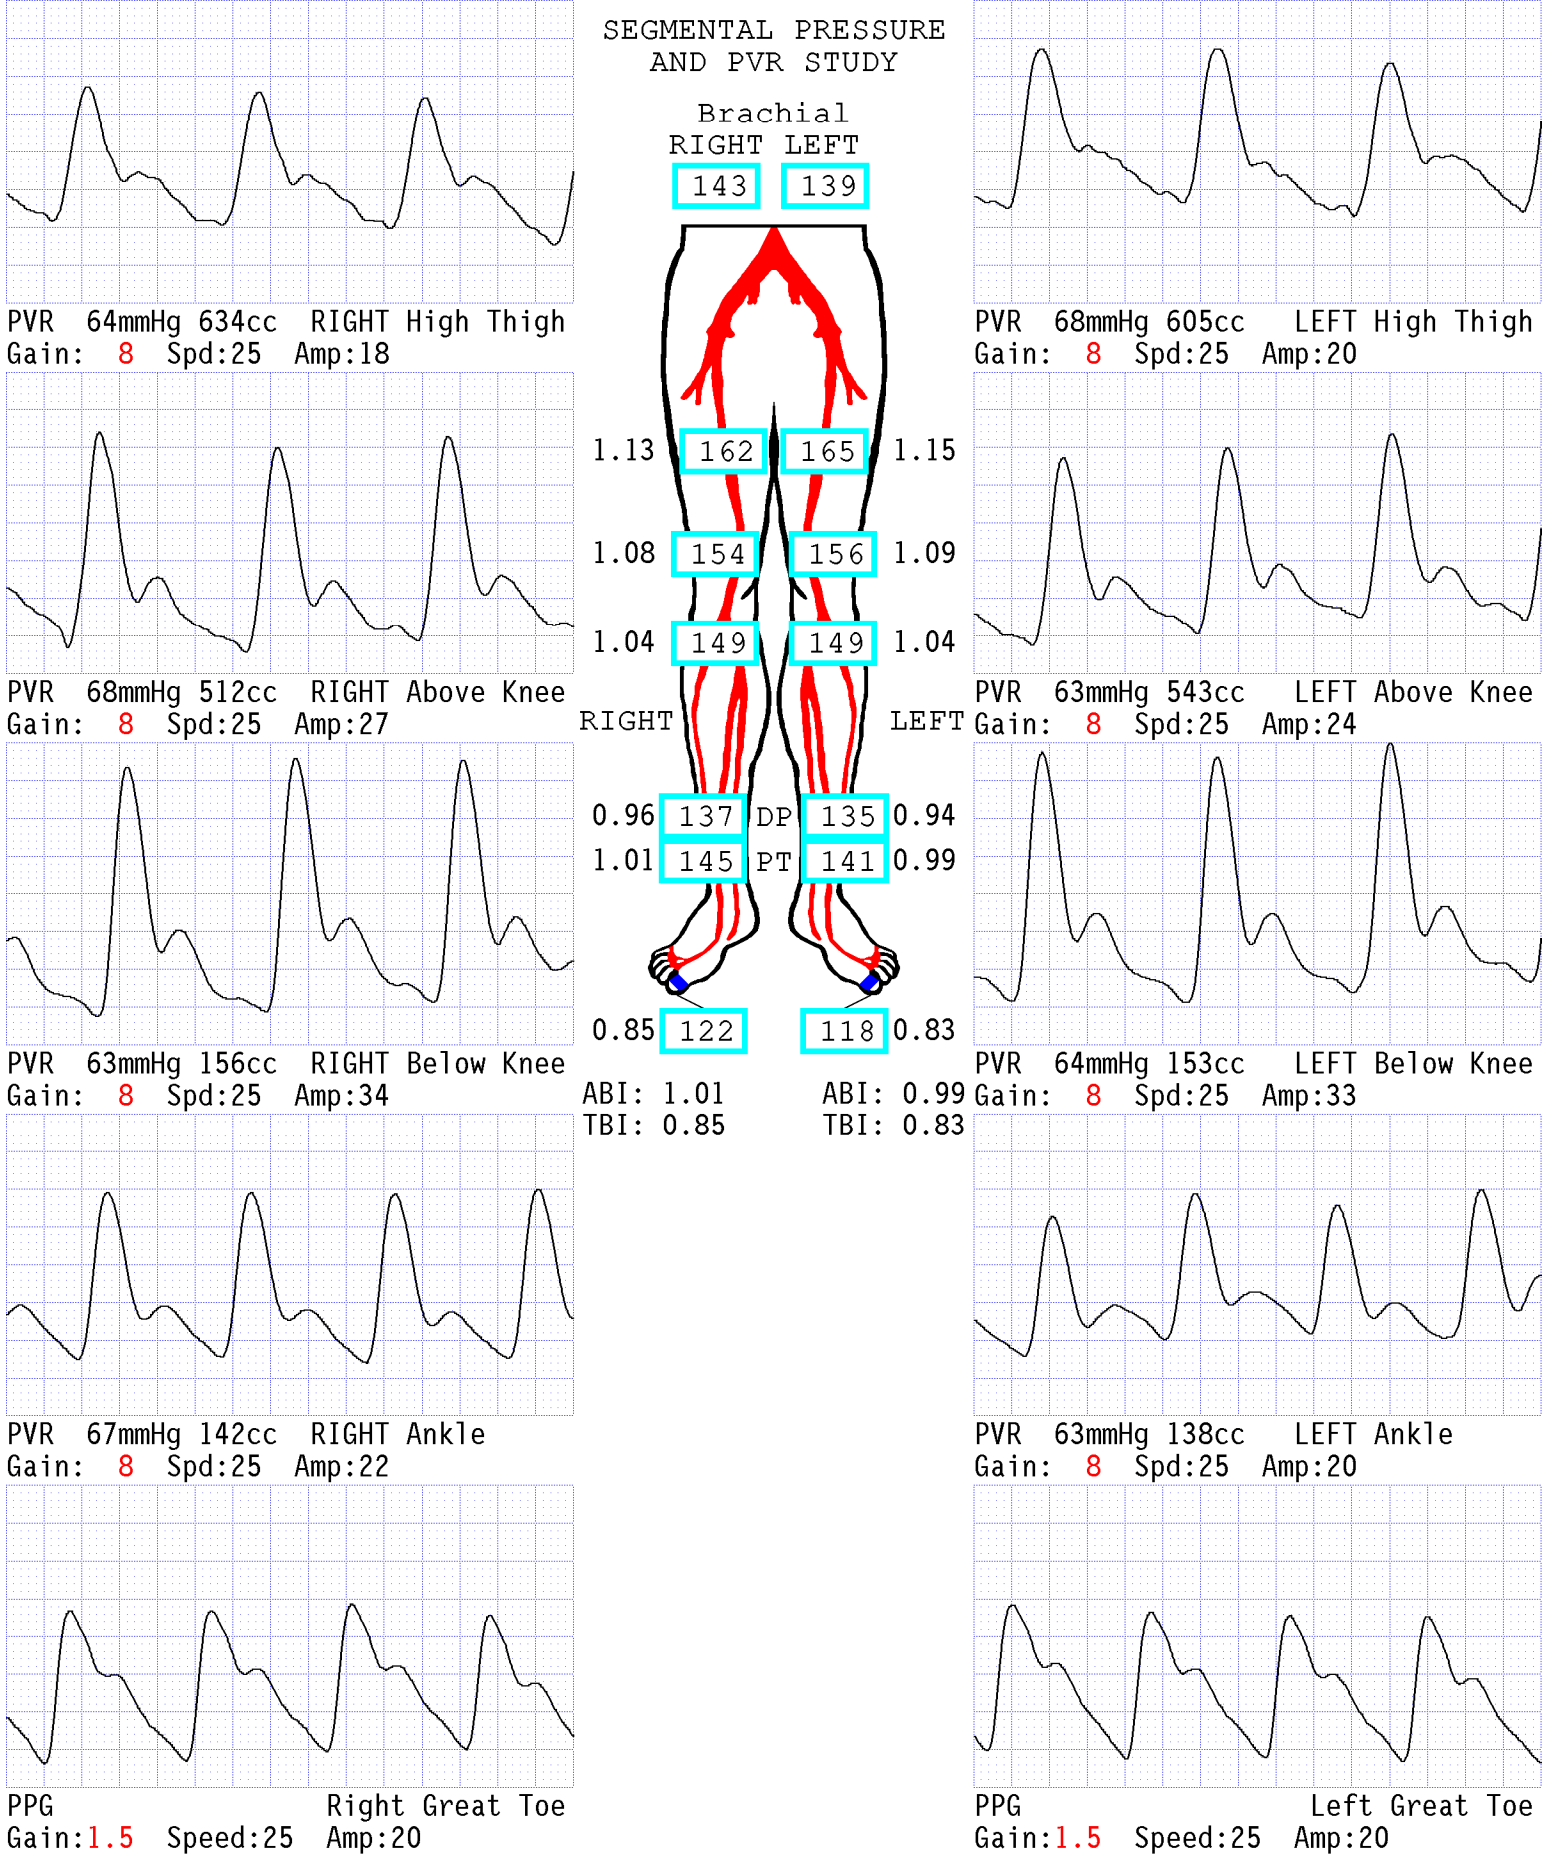 SEGMENTAL PRESSURE
AND PVR STUDY
Brachial
RIGHT LEFT
143 139
PVR 64mmHg 634cc RIGHT High Thigh
Gain: 8 Spd:25 Amp:18
PVR 68mmHg 605cc LEFT High Thigh
Gain: 8 Spd:25 Amp:20
1.13 162 165 1.15
1.08 154 156 1.09
1.04 149 149 1.04
PVR 68mmHg 512cc RIGHT Above Knee
Gain: 8 Spd:25 Amp:27
RIGHT LEFT
PVR 63mmHg 543cc LEFT Above Knee
Gain: 8 Spd:25 Amp:24
0.96 137 DP 135 0.94
1.01 145 PT 141 0.99
0.85 122 118 0.83
PVR 63mmHg 156cc RIGHT Below Knee
Gain: 8 Spd:25 Amp:34
ABI: 1.01 ABI: 0.99
TBI: 0.85 TBI: 0.83
PVR 64mmHg 153cc LEFT Below Knee
Gain: 8 Spd:25 Amp:33
PVR 67mmHg 142cc RIGHT Ankle
Gain: 8 Spd:25 Amp:22
PVR 63mmHg 138cc LEFT Ankle
Gain: 8 Spd:25 Amp:20
PPG Right Great Toe
Gain:1.5 Speed:25 Amp:20
PPG Left Great Toe
Gain:1.5 Speed:25 Amp:20